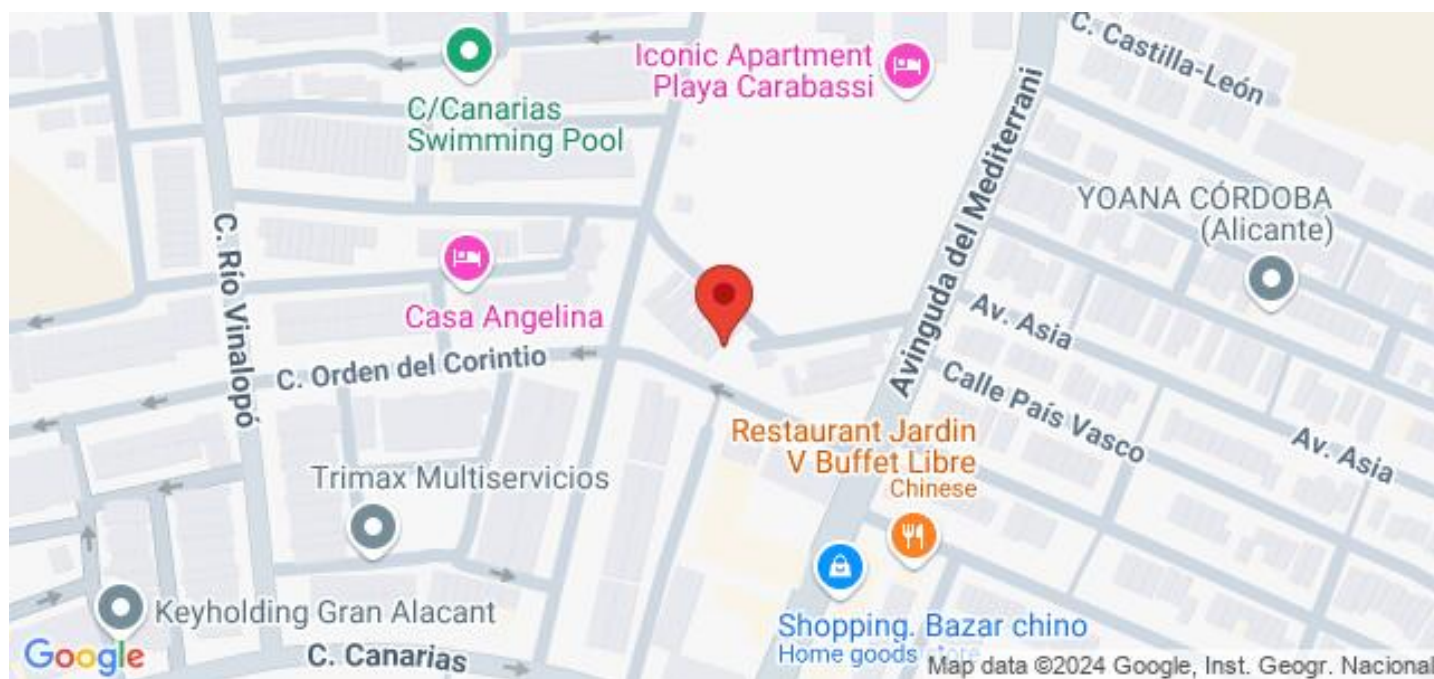 C. Castilla-León
Iconic Apartment
Playa Carabassi
C/Canarias
Swimming Pool
Avinguda del Mediterrani
YOANA CÓRDOBA
(Alicante)
C. Río Vinalopó
Casa Angelina
Av. Asia
C. Orden del Corintio
Calle País Vasco
Av. Asia
Restaurant Jardin
V Buffet Libre
Chinese
Trimax Multiservicios
Keyholding Gran Alacant
Shopping. Bazar chino
Home goods store
Google
C. Canarias
Map data ©2024 Google, Inst. Geogr. Nacional